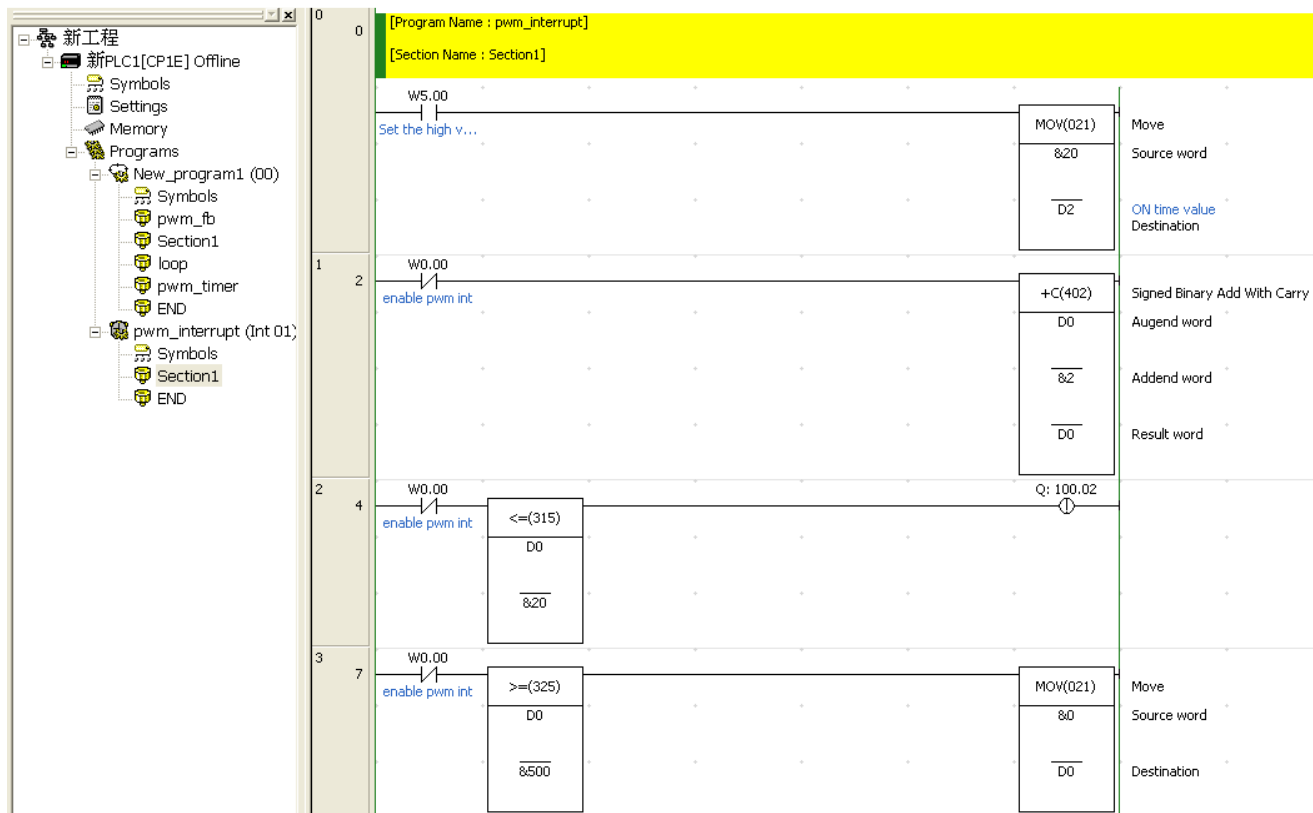 新工程
新PLC1[CP1E] Offline
Symbols
Settings
Memory
Programs
New_program1 (00)
Symbols
pwm_fb
Section1
loop
pwm_timer
END
pwm_interrupt (Int 01)
Symbols
Section1
END
0
0
[Program Name : pwm_interrupt]
[Section Name : Section1]
W5.00
Set the high v...
MOV(021)
Move
&20
Source word
D2
ON time value
Destination
1
2
W0.00
enable pwm int
+C(402)
Signed Binary Add With Carry
D0
Augend word
&2
Addend word
D0
Result word
2
4
W0.00
enable pwm int
<=(315)
D0
&20
Q: 100.02
I
3
7
W0.00
enable pwm int
>=(325)
D0
&500
MOV(021)
Move
&0
Source word
D0
Destination